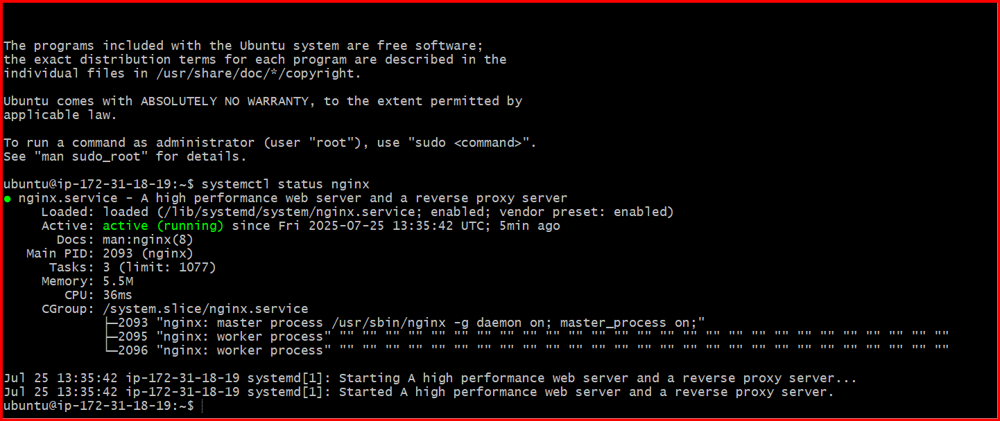 The programs included with the Ubuntu system are free software;
the exact distribution terms for each program are described in the
individual files in /usr/share/doc/*/copyright.
Ubuntu comes with ABSOLUTELY NO WARRANTY, to the extent permitted by
applicable law.
To run a command as administrator (user "root"), use "sudo <command>".
See "man sudo_root" for details.
ubuntu@ip-172-31-18-19:~$ systemctl status nginx
● nginx.service - A high performance web server and a reverse proxy server
Loaded: loaded (/lib/systemd/system/nginx.service; enabled; vendor preset: enabled)
Active: active (running) since Fri 2025-07-25 13:35:42 UTC; 5min ago
Docs: man:nginx(8)
Main PID: 2093 (nginx)
Tasks: 3 (limit: 1077)
Memory: 5.5M
CPU: 36ms
CGroup: /system.slice/nginx.service
├─2093 "nginx: master process /usr/sbin/nginx -g daemon on; master_process on;"
├─2095 "nginx: worker process" "" "" "" "" "" "" "" "" "" "" "" "" "" "" "" "" "" "" "" "" "" "" "" "" "" "" ""
└─2096 "nginx: worker process" "" "" "" "" "" "" "" "" "" "" "" "" "" "" "" "" "" "" "" "" "" "" "" "" "" "" ""
Jul 25 13:35:42 ip-172-31-18-19 systemd[1]: Starting A high performance web server and a reverse proxy server...
Jul 25 13:35:42 ip-172-31-18-19 systemd[1]: Started A high performance web server and a reverse proxy server.
ubuntu@ip-172-31-18-19:~$